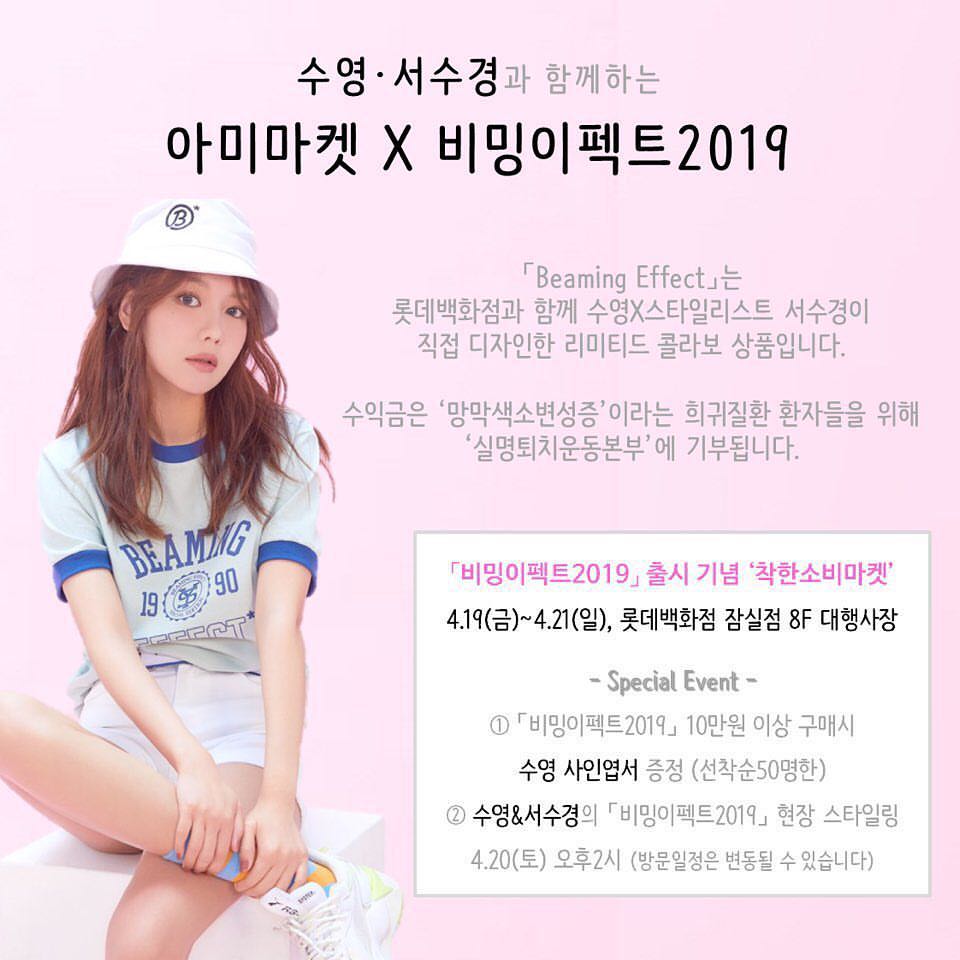 수영·서수경과 함께하는
아미마켓 X 비밍이펙트2019
B
「Beaming Effect」는
롯데백화점과 함께 수영X스타일리스트 서수경이
직접 디자인한 리미티드 콜라보 상품입니다.
수익금은 ‘망막색소변성증’이라는 희귀질환 환자들을 위해
‘실명퇴치운동본부’에 기부됩니다.
BEAMING
19 90
EFFECT
「비밍이펙트2019」 출시 기념 ‘착한소비마켓’
4.19(금)~4.21(일), 롯데백화점 잠실점 8F 대행사장
- Special Event -
① 「비밍이펙트2019」 10만원 이상 구매시
수영 사인엽서 증정 (선착순50명한)
② 수영&서수경의 「비밍이펙트2019」 현장 스타일링
4.20(토) 오후2시 (방문일정은 변동될 수 있습니다)